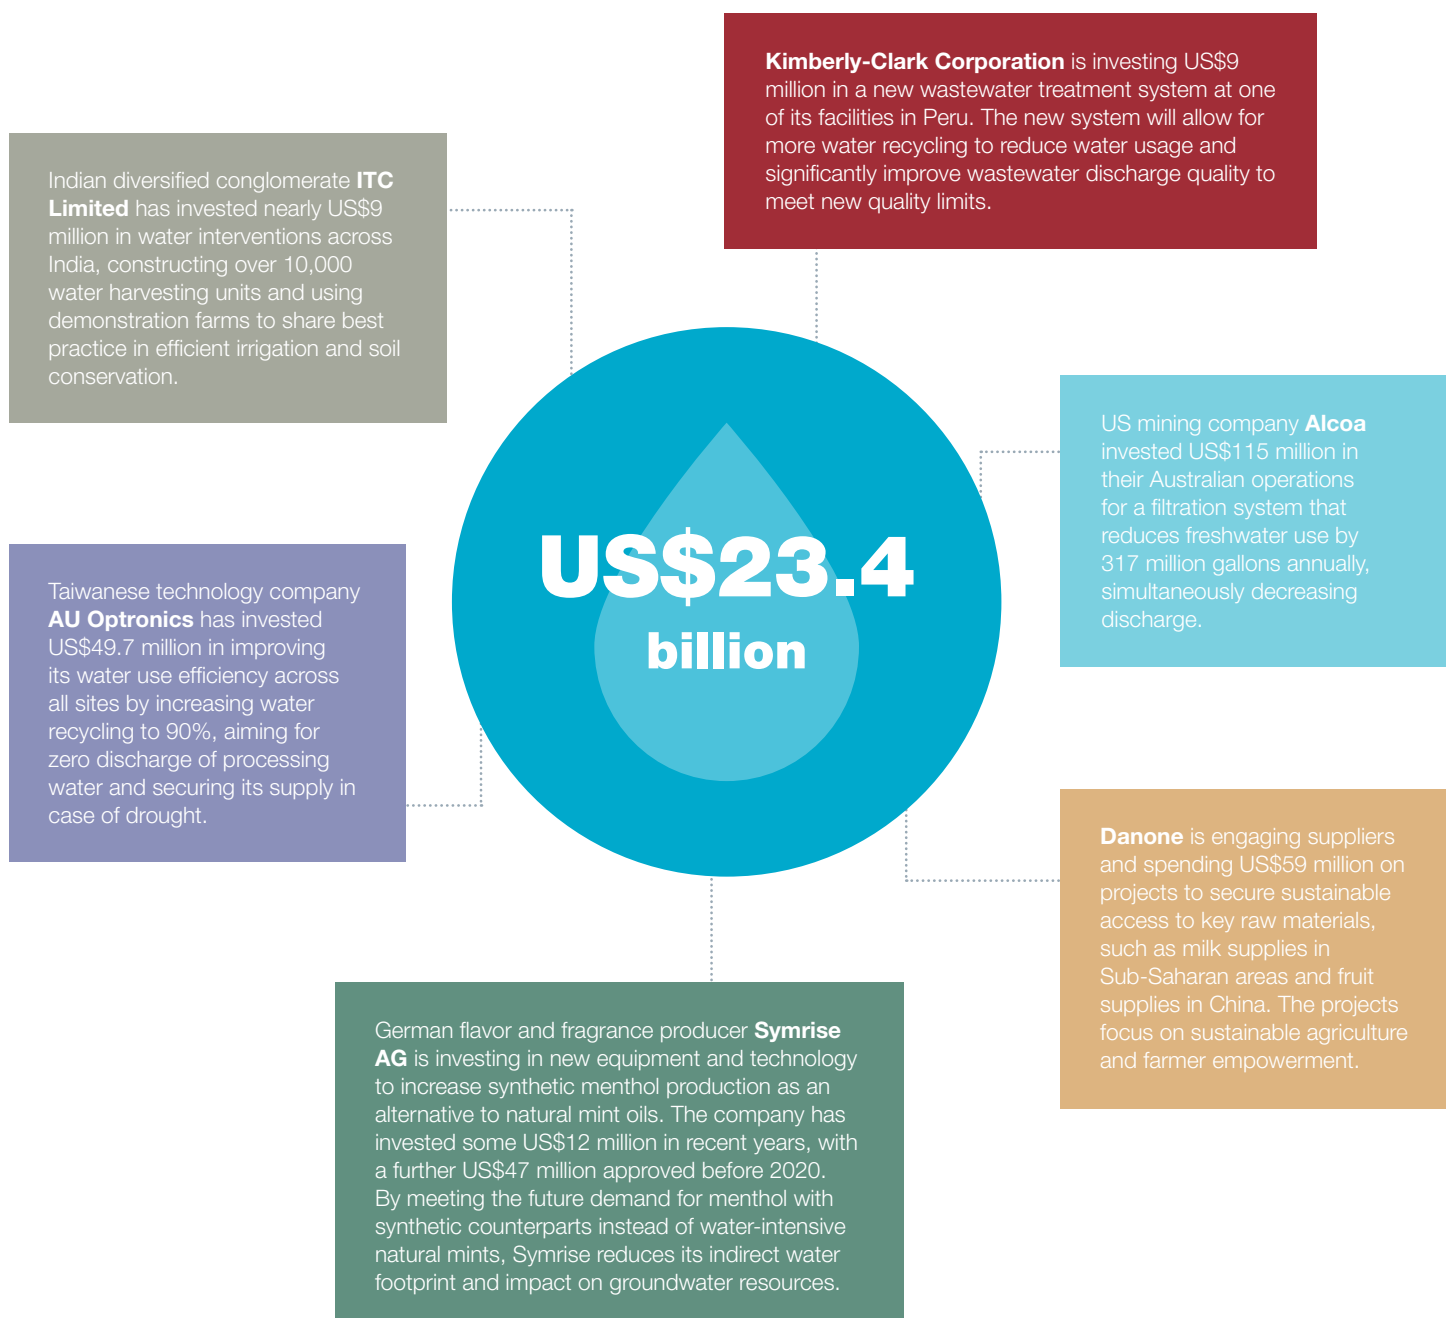 Kimberly-Clark Corporation is investing US$9
million in a new wastewater treatment system at one
of its facilities in Peru. The new system will allow for
more water recycling to reduce water usage and
significantly improve wastewater discharge quality to
meet new quality limits.
Indian diversified conglomerate ITC
Limited has invested nearly US$9
million in water interventions across
India, constructing over 10,000
water harvesting units and using
demonstration farms to share best
practice in efficient irrigation and soil
conservation.
US mining company Alcoa
invested US$115 million in
their Australian operations
for a filtration system that
reduces freshwater use by
317 million gallons annually,
simultaneously decreasing
discharge.
US$23.4
billion
Taiwanese technology company
AU Optronics has invested
US$49.7 million in improving
its water use efficiency across
all sites by increasing water
recycling to 90%, aiming for
zero discharge of processing
water and securing its supply in
case of drought.
Danone is engaging suppliers
and spending US$59 million on
projects to secure sustainable
access to key raw materials,
such as milk supplies in
Sub-Saharan areas and fruit
supplies in China. The projects
focus on sustainable agriculture
and farmer empowerment.
German flavor and fragrance producer Symrise
AG is investing in new equipment and technology
to increase synthetic menthol production as an
alternative to natural mint oils. The company has
invested some US$12 million in recent years, with
a further US$47 million approved before 2020.
By meeting the future demand for menthol with
synthetic counterparts instead of water-intensive
natural mints, Symrise reduces its indirect water
footprint and impact on groundwater resources.